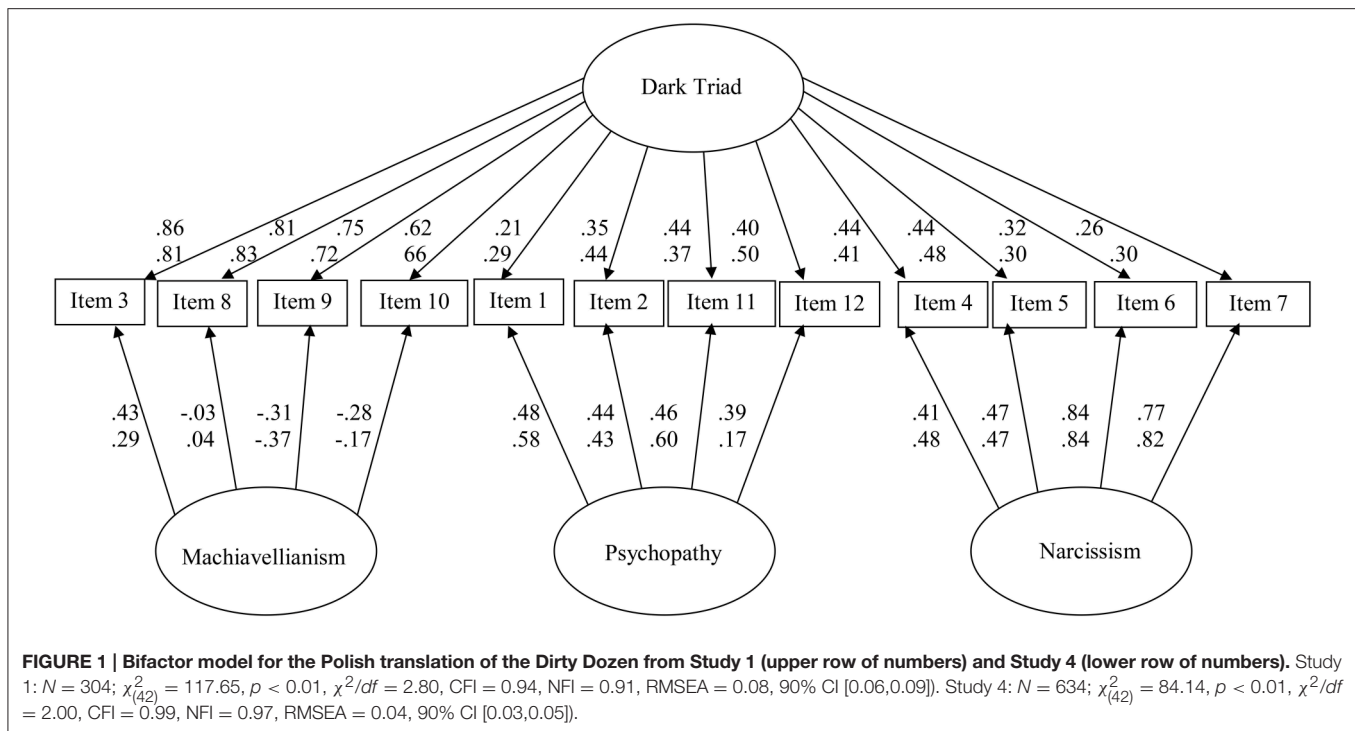 Dark Triad
.86 .81 .75 .62 .21 .35 .44 .40 .44 .44 .32 .26
.81 .83 .72 66 .29 .44 .37 .50 .41 .48 .30 .30
Item 3 Item 8 Item 9 Item 10 Item 1 Item 2 Item 11 Item 12 Item 4 Item 5 Item 6 Item 7
.43 -.03 -.31 -.28 .48 .44 .46 .39 .41 .47 .84 .77
.29 .04 -.37 -.17 .58 .43 .60 .17 .48 .47 .84 .82
Machiavellianism Psychopathy Narcissism
FIGURE 1 | Bifactor model for the Polish translation of the Dirty Dozen from Study 1 (upper row of numbers) and Study 4 (lower row of numbers). Study
1: N = 304; χ²(42) = 117.65, p < 0.01, χ²/df = 2.80, CFI = 0.94, NFI = 0.91, RMSEA = 0.08, 90% CI [0.06,0.09]). Study 4: N = 634; χ²(42) = 84.14, p < 0.01, χ²/df
= 2.00, CFI = 0.99, NFI = 0.97, RMSEA = 0.04, 90% CI [0.03,0.05]).